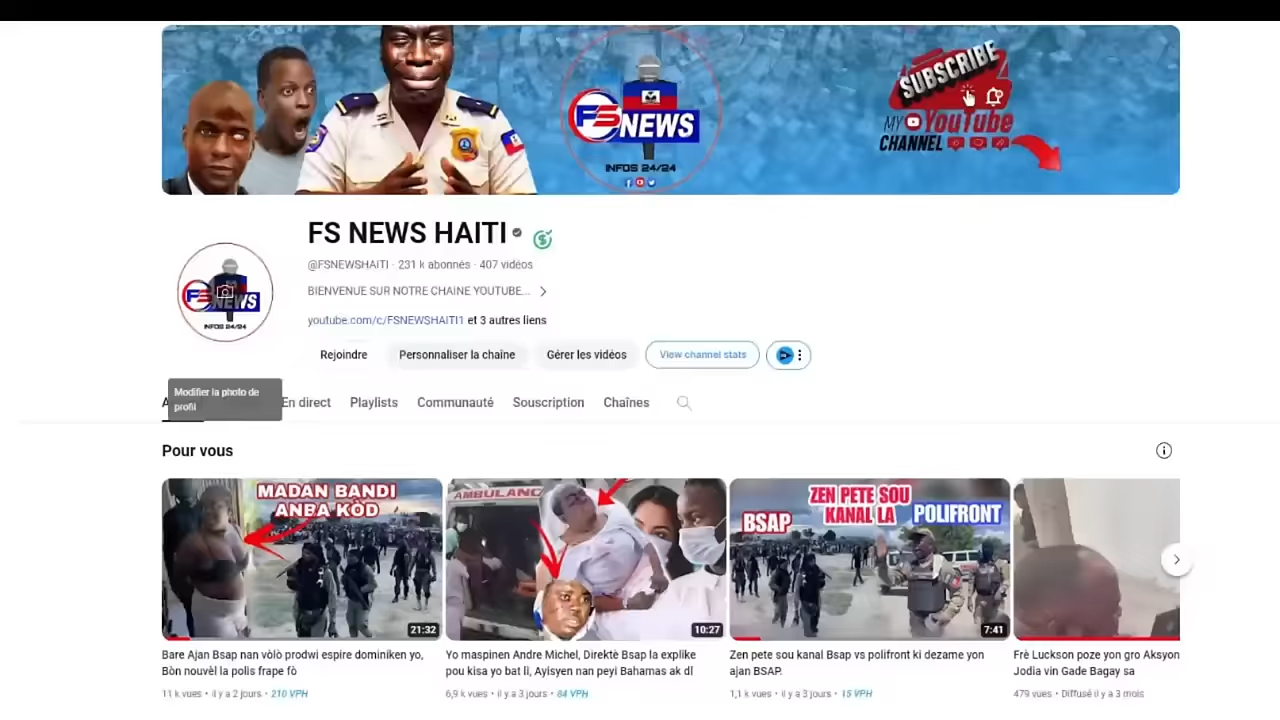 SUBSCRIBE
FS NEWS
MY YouTube
CHANNEL
INFOS 24/24
FS NEWS HAITI
@FSNEWSHAITI · 231 k abonnés · 407 vidéos
FS NEWS
BIENVENUE SUR NOTRE CHAINE YOUTUBE...
INFOS 24/24
youtube.com/c/FSNEWSHAITI1 et 3 autres liens
Rejoindre Personnaliser la chaîne Gérer les vidéos View channel stats
Modifier la photo de
profil
En direct Playlists Communauté Souscription Chaînes
Pour vous
MADAN BANDI
ANBA KÒD
21:32
AMBULANC
10:27
ZEN PETE SOU
KANAL LA
BSAP POLIFRONT
7:41
Bare Ajan Bsap nan vòlò prodwi espire dominiken yo,
Bòn nouvèl la polis frape fò
11 k vues • il y a 2 jours • 210 VPH
Yo maspinen Andre Michel, Direktè Bsap la explike
pou kisa yo bat li, Ayisyen nan peyi Bahamas ak dl
6,9 k vues • il y a 3 jours • 84 VPH
Zen pete sou kanal Bsap vs polifront ki dezame yon
ajan BSAP.
1,1 k vues • il y a 3 jours • 15 VPH
Frè Luckson poze yon gro Aksyon
Jodia vin Gade Bagay sa
479 vues • Diffusé il y a 3 mois